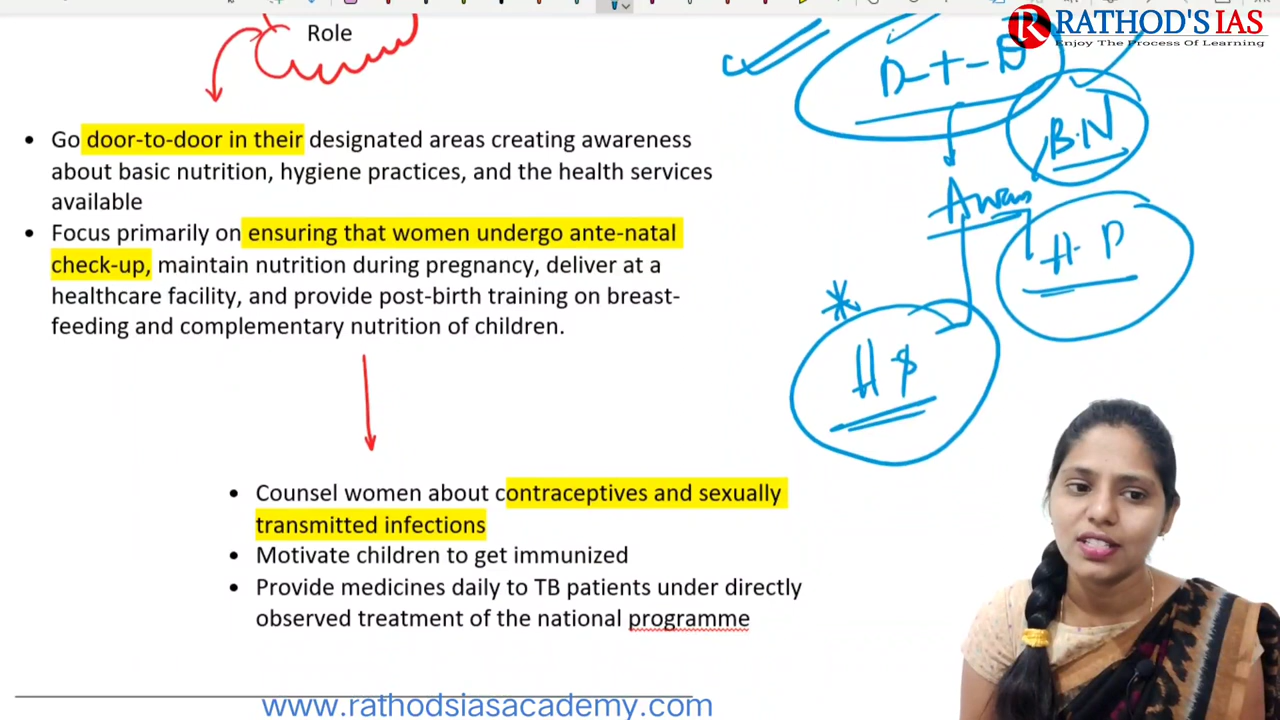 RATHOD'S IAS
Enjoy The Process Of Learning
Role
• Go door-to-door in their designated areas creating awareness
about basic nutrition, hygiene practices, and the health services
available
• Focus primarily on ensuring that women undergo ante-natal
check-up, maintain nutrition during pregnancy, deliver at a
healthcare facility, and provide post-birth training on breast-
feeding and complementary nutrition of children.
• Counsel women about contraceptives and sexually
transmitted infections
• Motivate children to get immunized
• Provide medicines daily to TB patients under directly
observed treatment of the national programme
D-T-D
B.N
H.P
H S
www.rathodsiasacademy.com